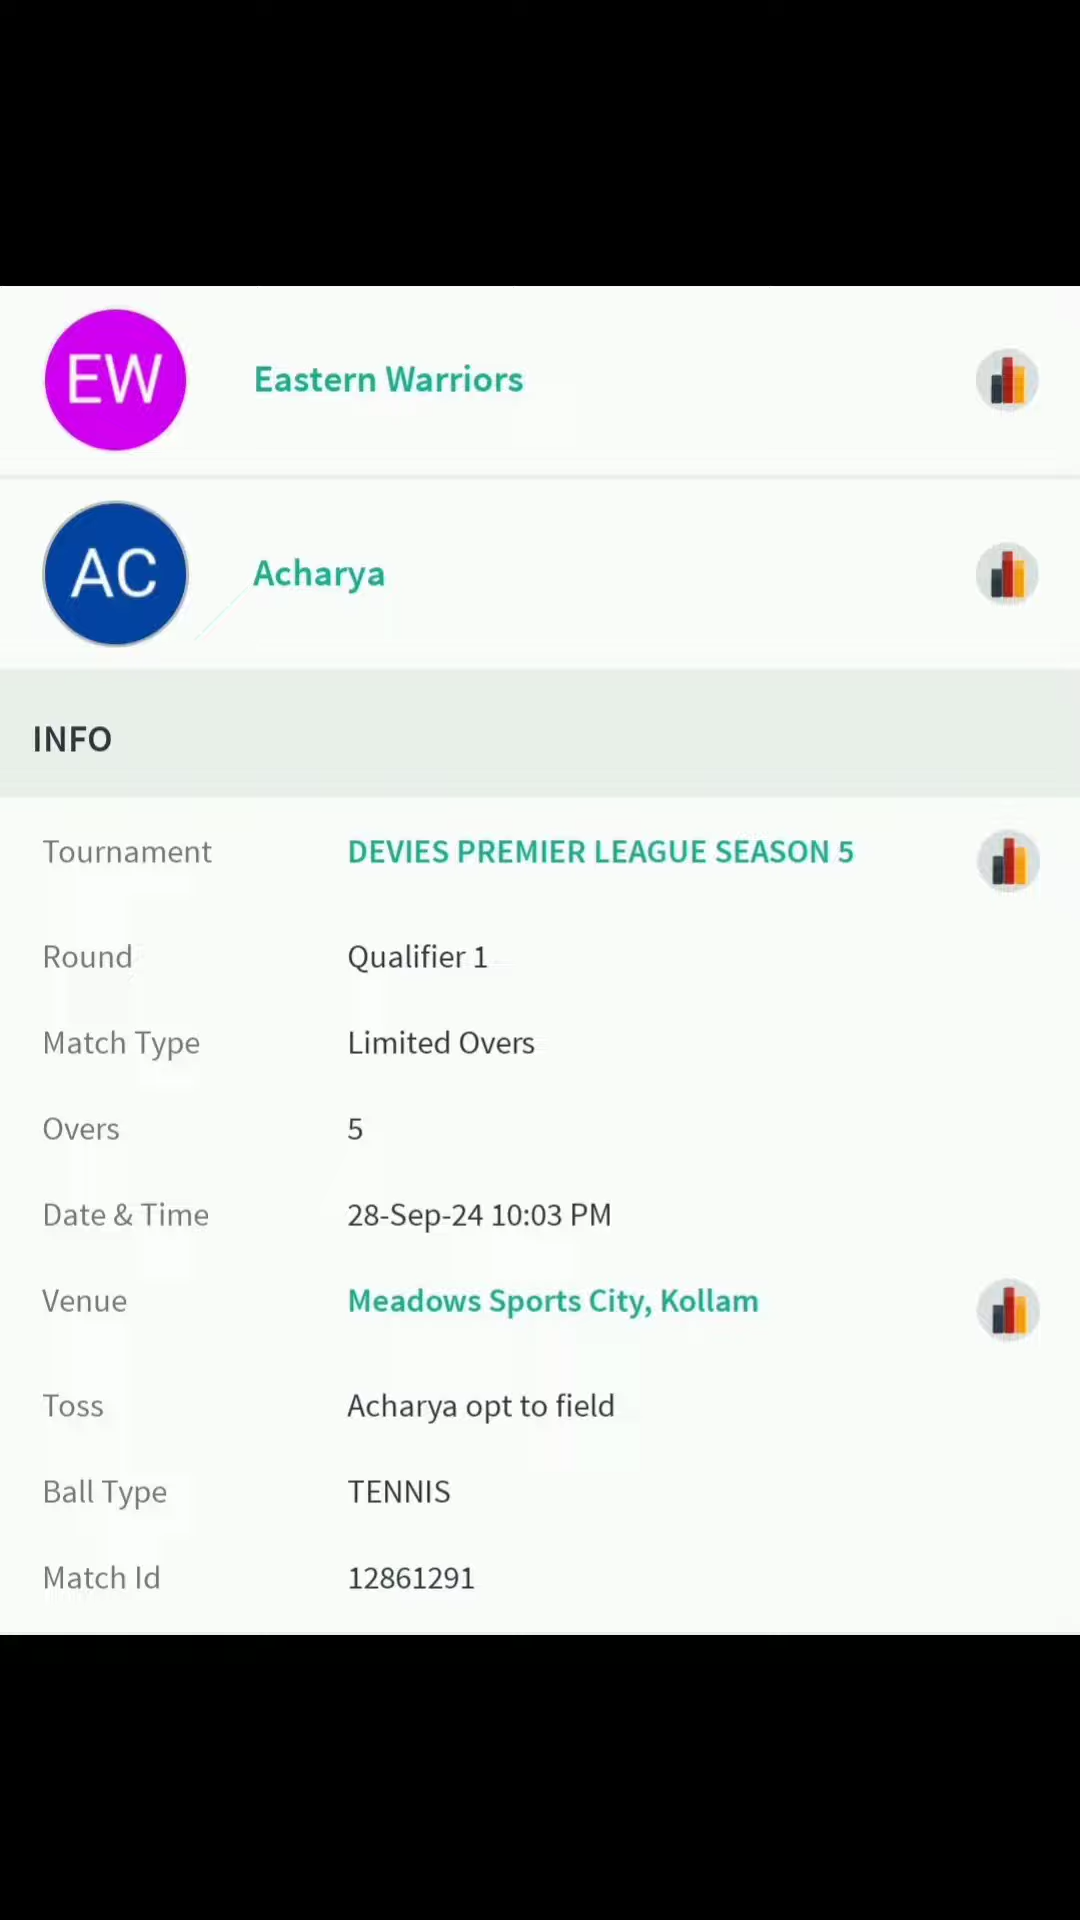 EW Eastern Warriors
AC Acharya
INFO
Tournament DEVIES PREMIER LEAGUE SEASON 5
Round Qualifier 1
Match Type Limited Overs
Overs 5
Date & Time 28-Sep-24 10:03 PM
Venue Meadows Sports City, Kollam
Toss Acharya opt to field
Ball Type TENNIS
Match Id 12861291